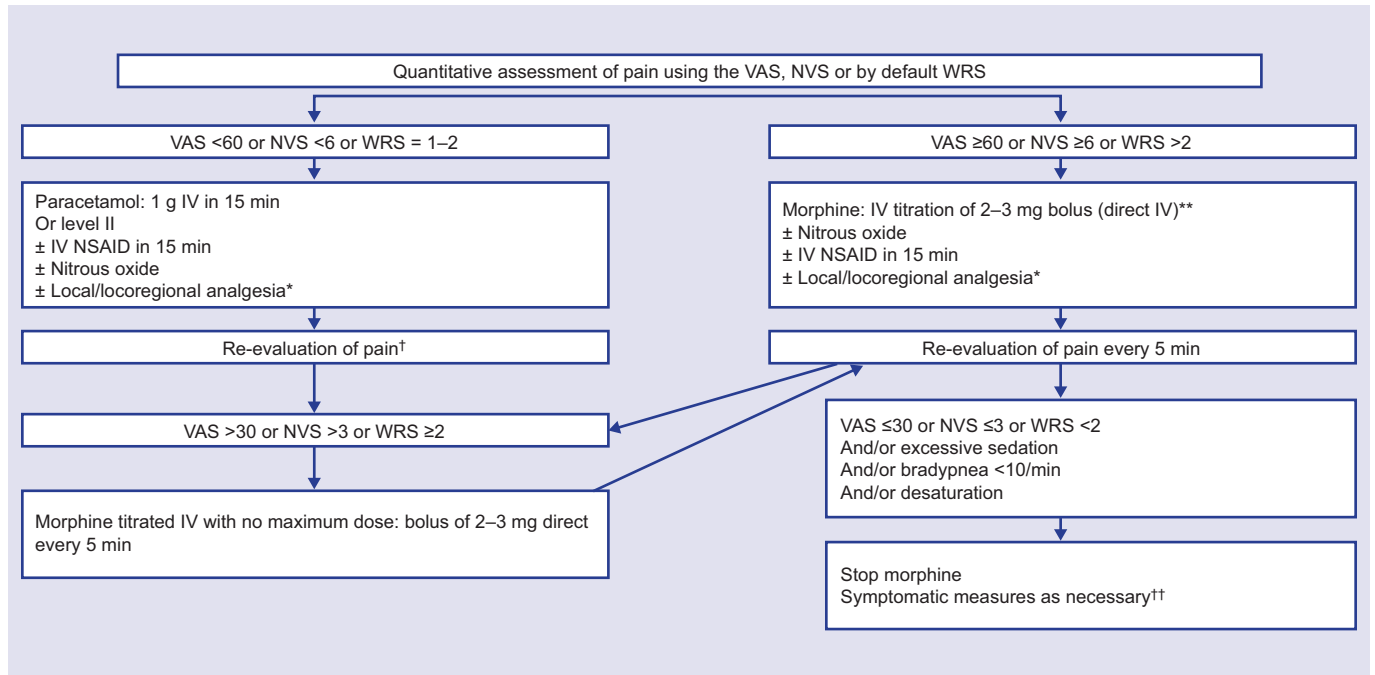 Quantitative assessment of pain using the VAS, NVS or by default WRS
VAS <60 or NVS <6 or WRS = 1–2
VAS ≥60 or NVS ≥6 or WRS >2
Paracetamol: 1 g IV in 15 min
Or level II
± IV NSAID in 15 min
± Nitrous oxide
± Local/locoregional analgesia*
Morphine: IV titration of 2–3 mg bolus (direct IV)**
± Nitrous oxide
± IV NSAID in 15 min
± Local/locoregional analgesia*
Re-evaluation of pain†
Re-evaluation of pain every 5 min
VAS >30 or NVS >3 or WRS ≥2
VAS ≤30 or NVS ≤3 or WRS <2
And/or excessive sedation
And/or bradypnea <10/min
And/or desaturation
Morphine titrated IV with no maximum dose: bolus of 2–3 mg direct
every 5 min
Stop morphine
Symptomatic measures as necessary††